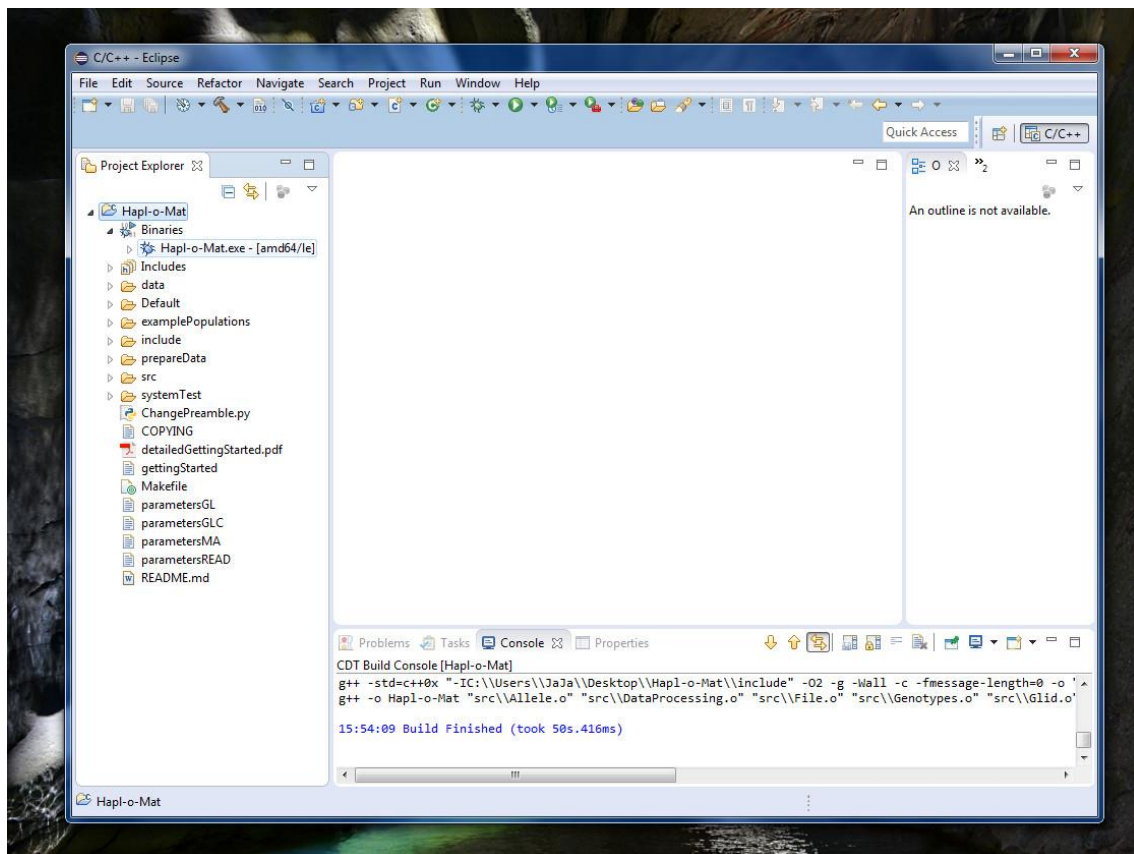 C/C++ - Eclipse
File Edit Source Refactor Navigate Search Project Run Window Help
Quick Access
C/C++
Project Explorer
Hapl-o-Mat
Binaries
Hapl-o-Mat.exe - [amd64/le]
Includes
data
Default
examplePopulations
include
prepareData
src
systemTest
ChangePreamble.py
COPYING
detailedGettingStarted.pdf
gettingStarted
Makefile
parametersGL
parametersGLC
parametersMA
parametersREAD
README.md
O
2
An outline is not available.
Problems Tasks Console Properties
CDT Build Console [Hapl-o-Mat]
g++ -std=c++0x "-IC:\\Users\\JaJa\\Desktop\\Hapl-o-Mat\\include" -O2 -g -Wall -c -fmessage-length=0 -o "
g++ -o Hapl-o-Mat "src\\Allele.o" "src\\DataProcessing.o" "src\\File.o" "src\\Genotypes.o" "src\\Glid.o"
15:54:09 Build Finished (took 50s.416ms)
Hapl-o-Mat